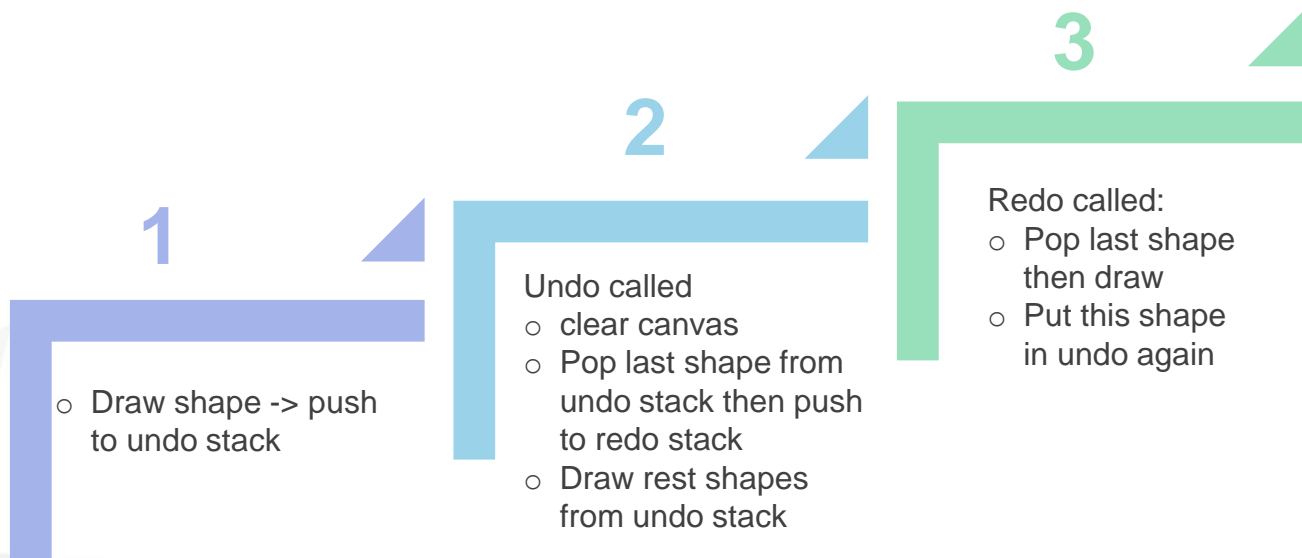 1
○ Draw shape -> push
to undo stack
2
Undo called
○ clear canvas
○ Pop last shape from
undo stack then push
to redo stack
○ Draw rest shapes
from undo stack
3
Redo called:
○ Pop last shape
then draw
○ Put this shape
in undo again